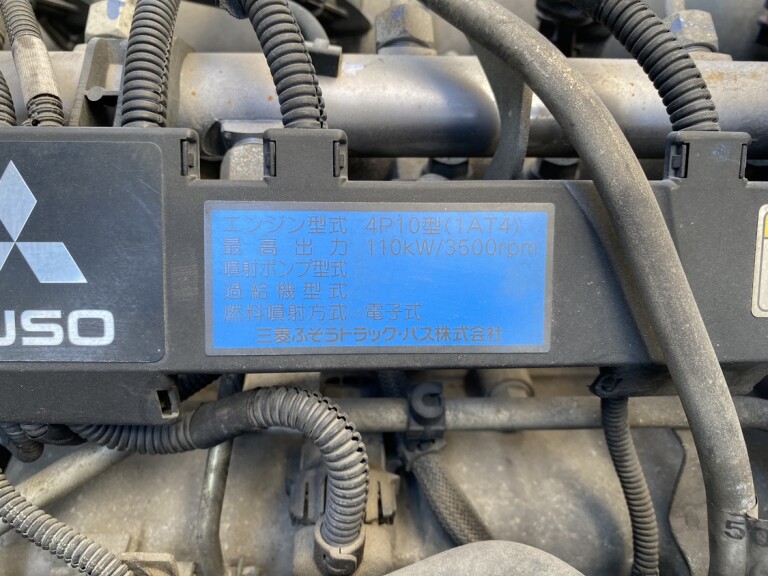 USO
エンジン型式 4P10型(1AT4)
最高出力 110kW/3500rpm
噴射ポンプ型式
過給機型式
燃料噴射方式 電子式
三菱ふそうトラック・バス株式会社
50